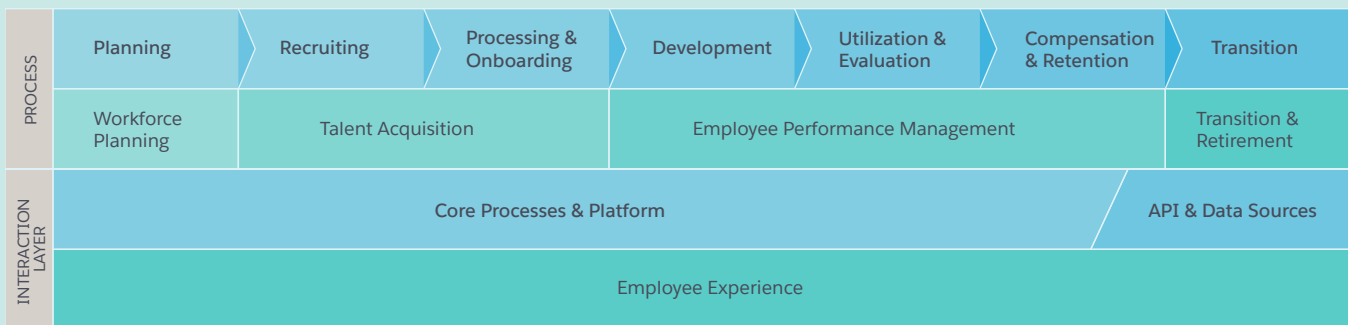 PROCESS
Planning
Recruiting
Processing &
Onboarding
Development
Utilization &
Evaluation
Compensation
& Retention
Transition
Workforce
Planning
Talent Acquisition
Employee Performance Management
Transition &
Retirement
INTERACTION
LAYER
Core Processes & Platform
API & Data Sources
Employee Experience